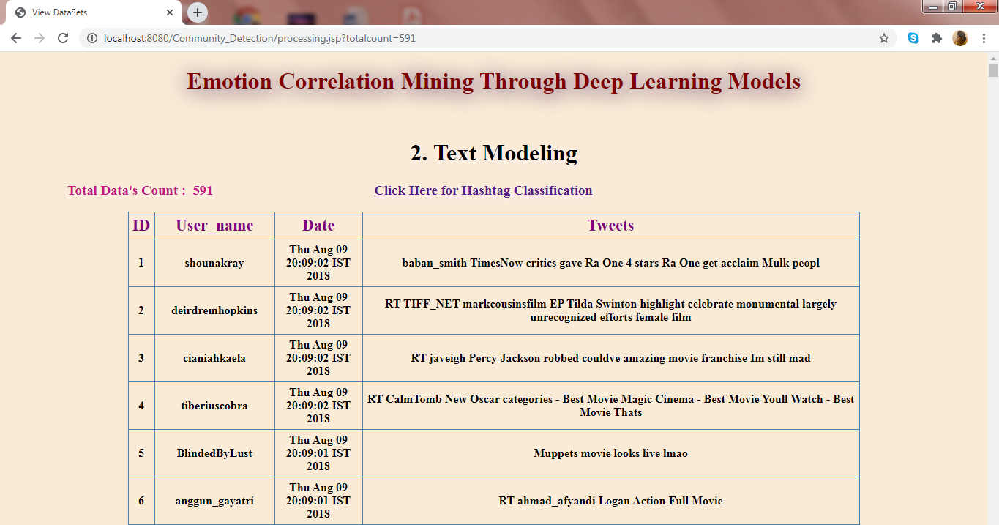 View DataSets
localhost:8080/Community_Detection/processing.jsp?totalcount=591
Emotion Correlation Mining Through Deep Learning Models
2. Text Modeling
Total Data's Count : 591
Click Here for Hashtag Classification
ID User_name Date Tweets
1 shounakray Thu Aug 09
20:09:02 IST
2018
baban_smith TimesNow critics gave Ra One 4 stars Ra One get acclaim Mulk peopl
2 deirdremhopkins Thu Aug 09
20:09:02 IST
2018
RT TIFF_NET markcousinsfilm EP Tilda Swinton highlight celebrate monumental largely
unrecognized efforts female film
3 cianiahkaela Thu Aug 09
20:09:02 IST
2018
RT javeigh Percy Jackson robbed couldve amazing movie franchise Im still mad
4 tiberiuscobra Thu Aug 09
20:09:02 IST
2018
RT CalmTomb New Oscar categories - Best Movie Magic Cinema - Best Movie Youll Watch - Best
Movie Thats
5 BlindedByLust Thu Aug 09
20:09:01 IST
2018
Muppets movie looks live lmao
6 anggun_gayatri Thu Aug 09
20:09:01 IST
2018
RT ahmad_afyandi Logan Action Full Movie